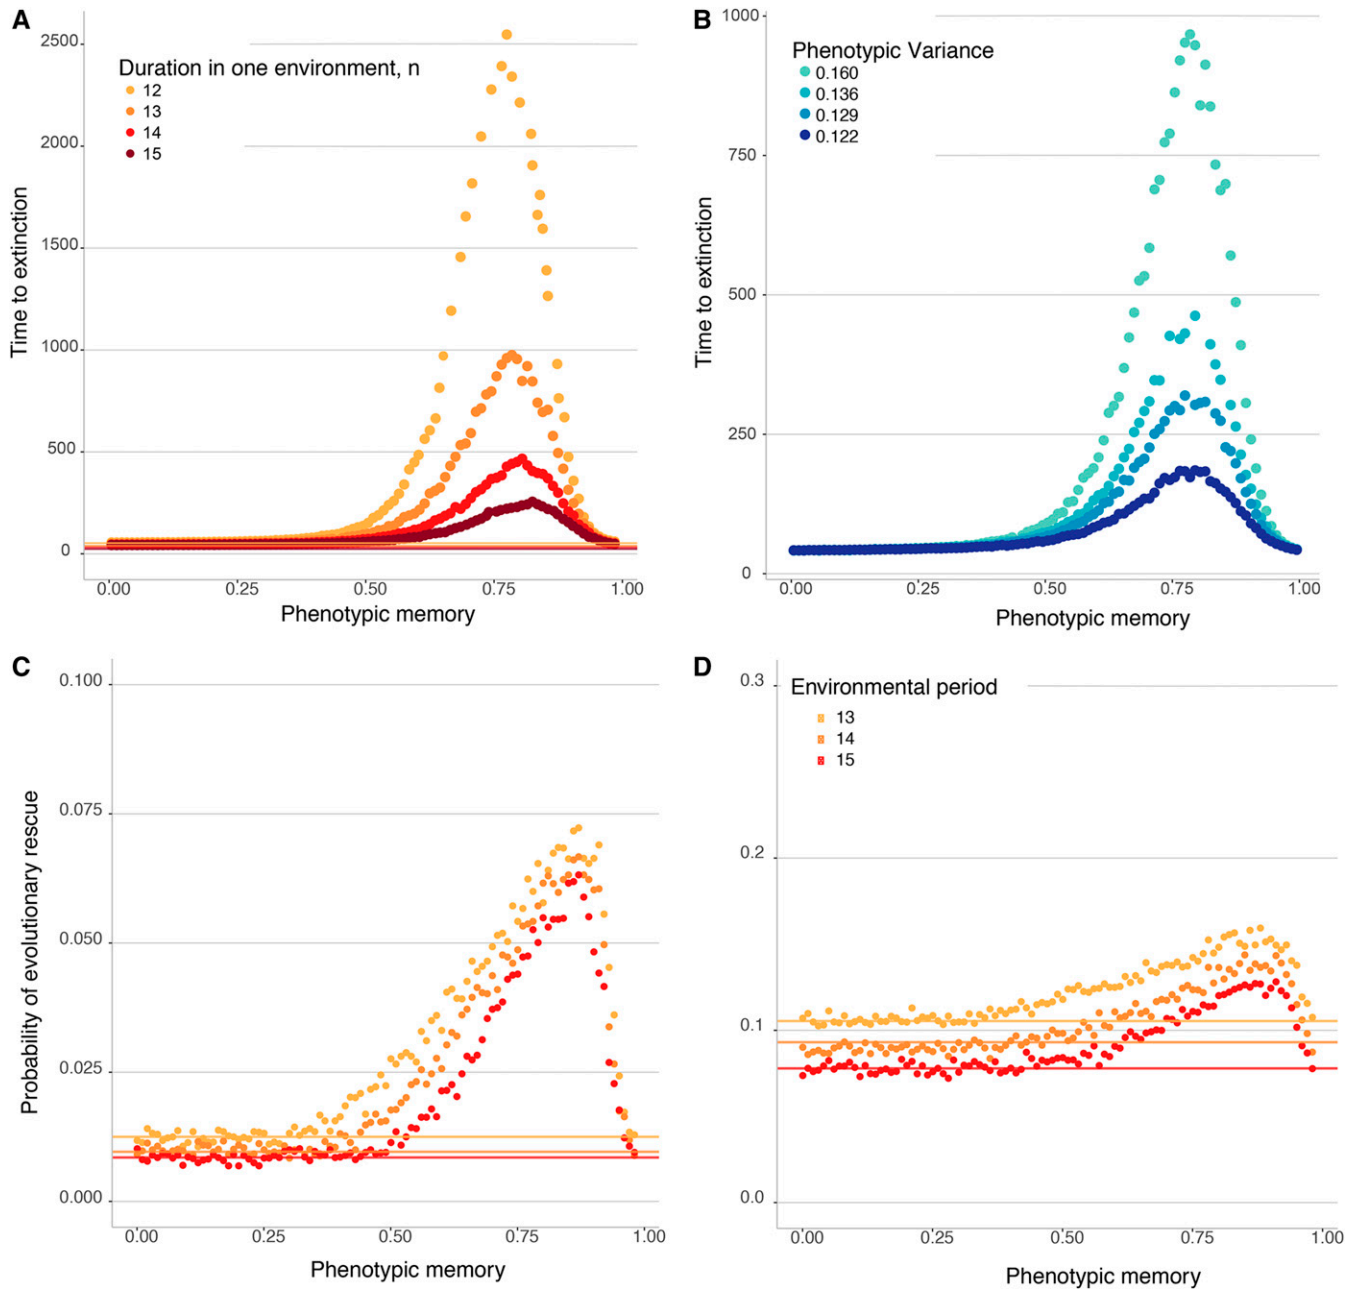 A
Duration in one environment, n
12
13
14
15
2500
2000
1500
1000
500
0
Time to extinction
0.00 0.25 0.50 0.75 1.00
Phenotypic memory
B
Phenotypic Variance
0.160
0.136
0.129
0.122
1000
750
500
250
0
Time to extinction
0.00 0.25 0.50 0.75 1.00
Phenotypic memory
C
0.100
0.075
0.050
0.025
0.000
Probability of evolutionary rescue
0.00 0.25 0.50 0.75 1.00
Phenotypic memory
D
Environmental period
13
14
15
0.3
0.2
0.1
0.0
0.00 0.25 0.50 0.75 1.00
Phenotypic memory